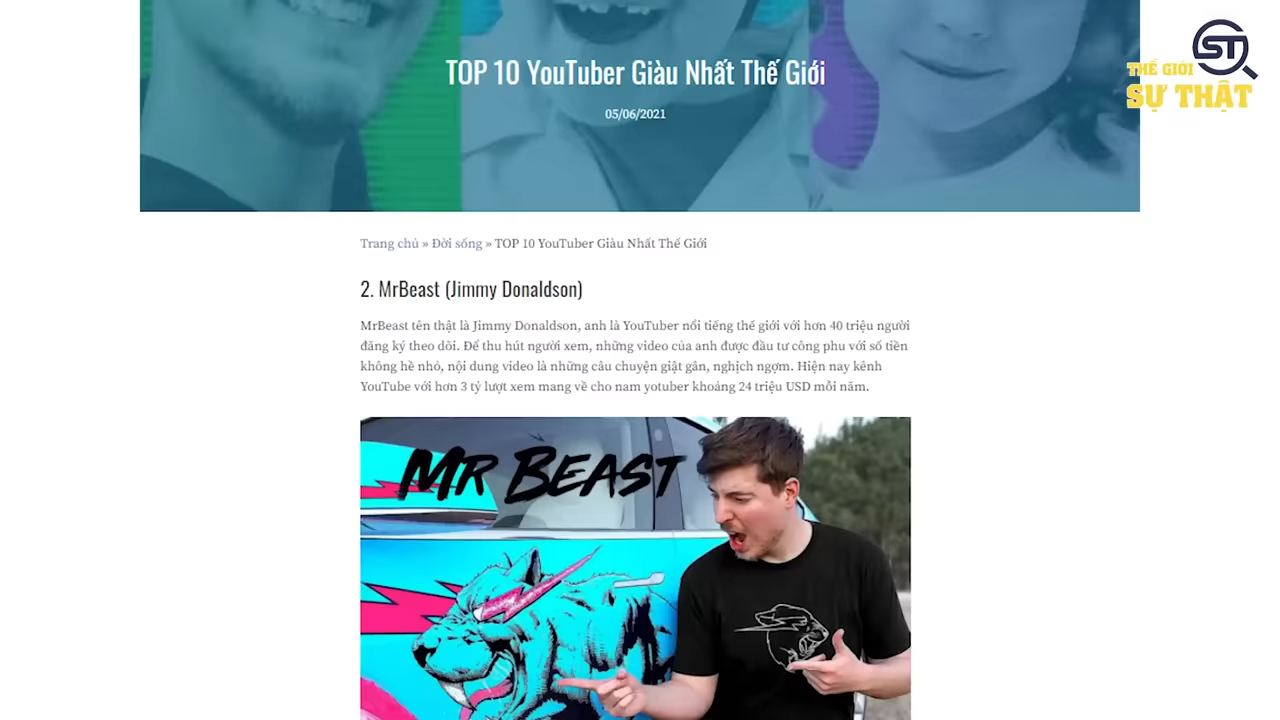 TOP 10 YouTuber Giàu Nhất Thế Giới
05/06/2021
ST
THẾ GIỚI
SỰ THẬT
Trang chủ » Đời sống » TOP 10 YouTuber Giàu Nhất Thế Giới
2. MrBeast (Jimmy Donaldson)
MrBeast tên thật là Jimmy Donaldson, anh là YouTuber nổi tiếng thế giới với hơn 40 triệu người
đăng ký theo dõi. Để thu hút người xem, những video của anh được đầu tư công phu với số tiền
không hề nhỏ, nội dung video là những câu chuyện giật gân, nghịch ngợm. Hiện nay kênh
YouTube với hơn 3 tỷ lượt xem mang về cho nam yotuber khoảng 24 triệu USD mỗi năm.
MR BEAST